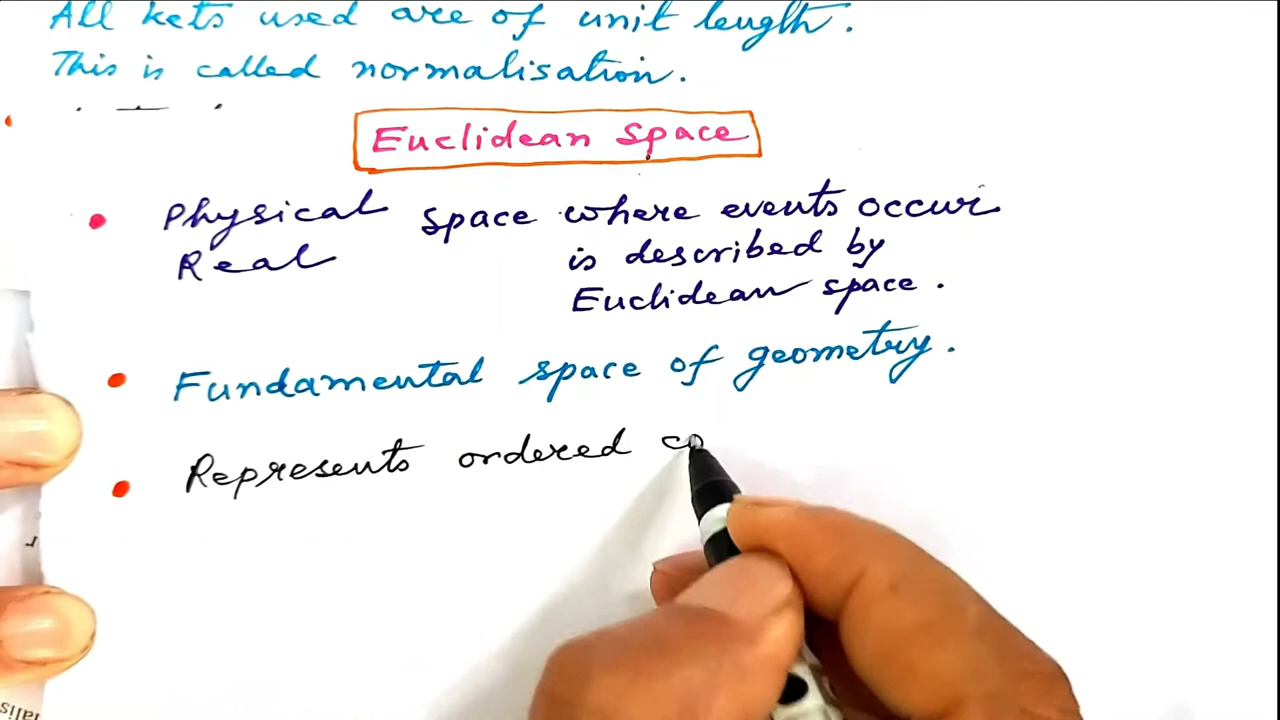 All kets used are of unit length.
This is called normalisation.
Euclidean space
Physical space where events occur
Real is described by
Euclidean space.
Fundamental space of geometry.
Represents ordered co